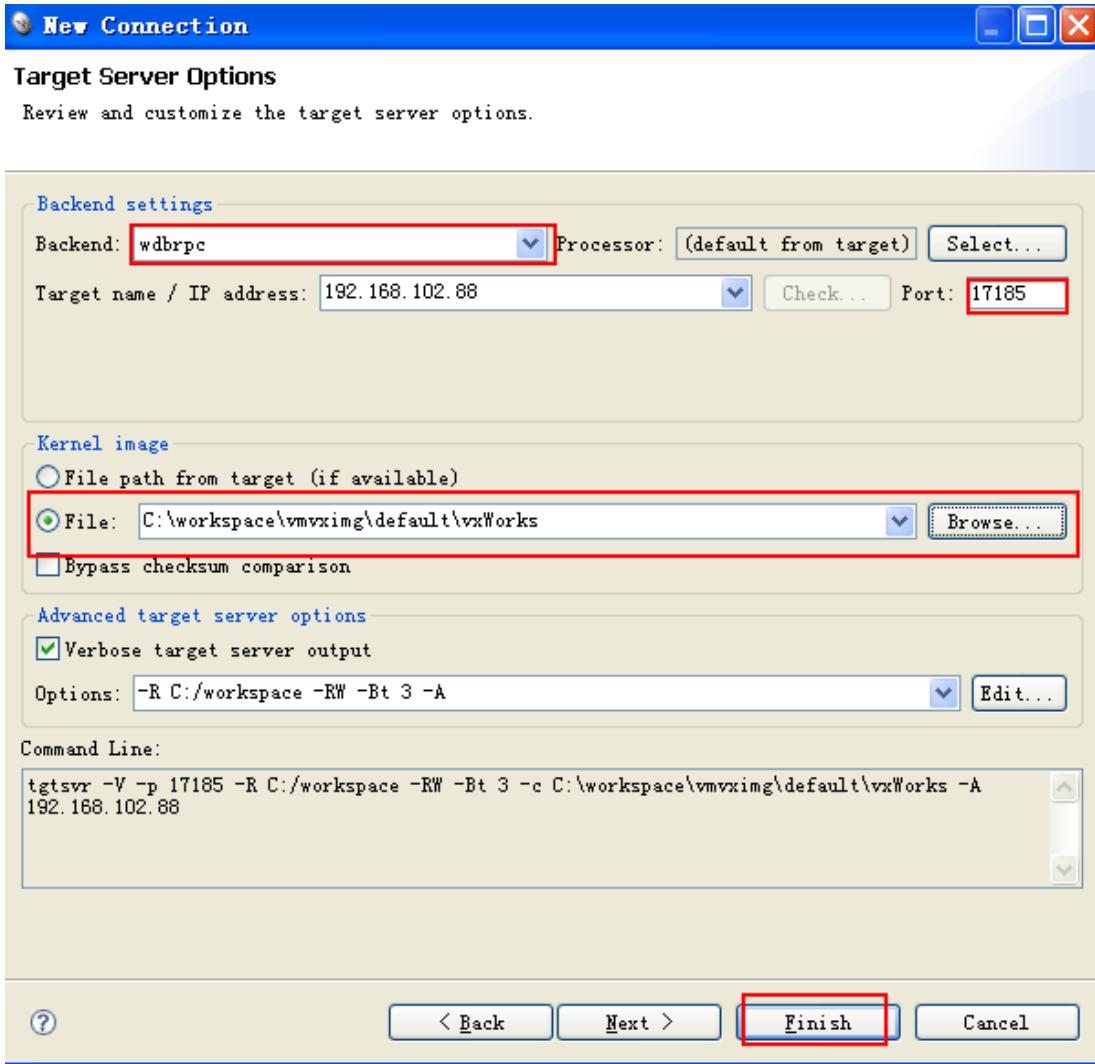 New Connection
Target Server Options
Review and customize the target server options.
Backend settings
Backend: wdbrpc Processor: (default from target) Select...
Target name / IP address: 192.168.102.88 Check... Port: 17185
Kernel image
File path from target (if available)
File: C:\workspace\vmvximg\default\vxWorks Browse...
Bypass checksum comparison
Advanced target server options
Verbose target server output
Options: -R C:/workspace -RW -Bt 3 -A Edit...
Command Line:
tgtsvr -V -p 17185 -R C:/workspace -RW -Bt 3 -c C:\workspace\vmvximg\default\vxWorks -A
192.168.102.88
? < Back Next > Finish Cancel